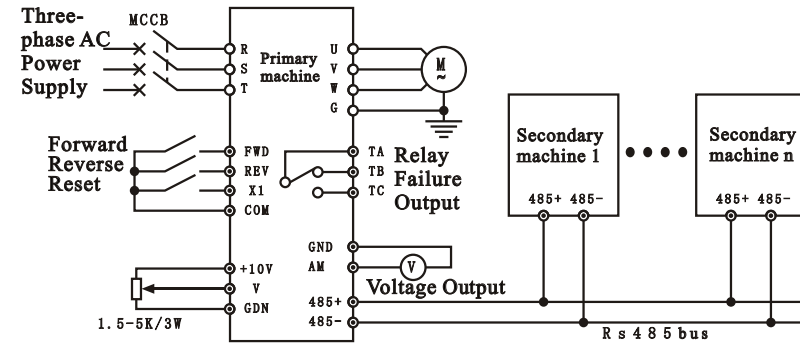 Three-
phase AC
Power
Supply
MCCB
R
S
T
Primary
machine
U
V
W
G
M
~
Forward
Reverse
Reset
FWD
REV
X1
COM
TA
TB
TC
Relay
Failure
Output
GND
AM
V
Voltage Output
+10V
V
GDN
1.5-5K/3W
485+
485-
Secondary
machine 1
485+ 485-
Secondary
machine n
485+ 485-
Rs485bus